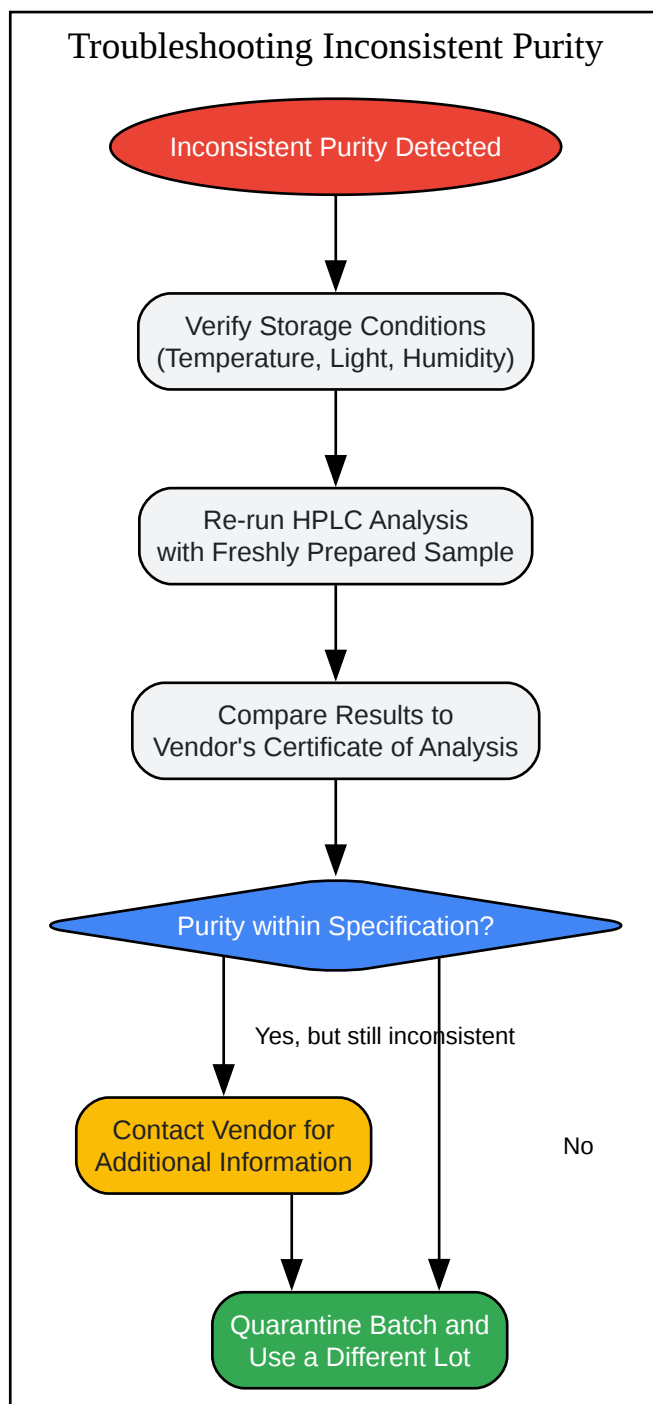 Troubleshooting Inconsistent Purity
Inconsistent Purity Detected
Verify Storage Conditions
(Temperature, Light, Humidity)
Re-run HPLC Analysis
with Freshly Prepared Sample
Compare Results to
Vendor's Certificate of Analysis
Purity within Specification?
Yes, but still inconsistent
Contact Vendor for
Additional Information
No
Quarantine Batch and
Use a Different Lot